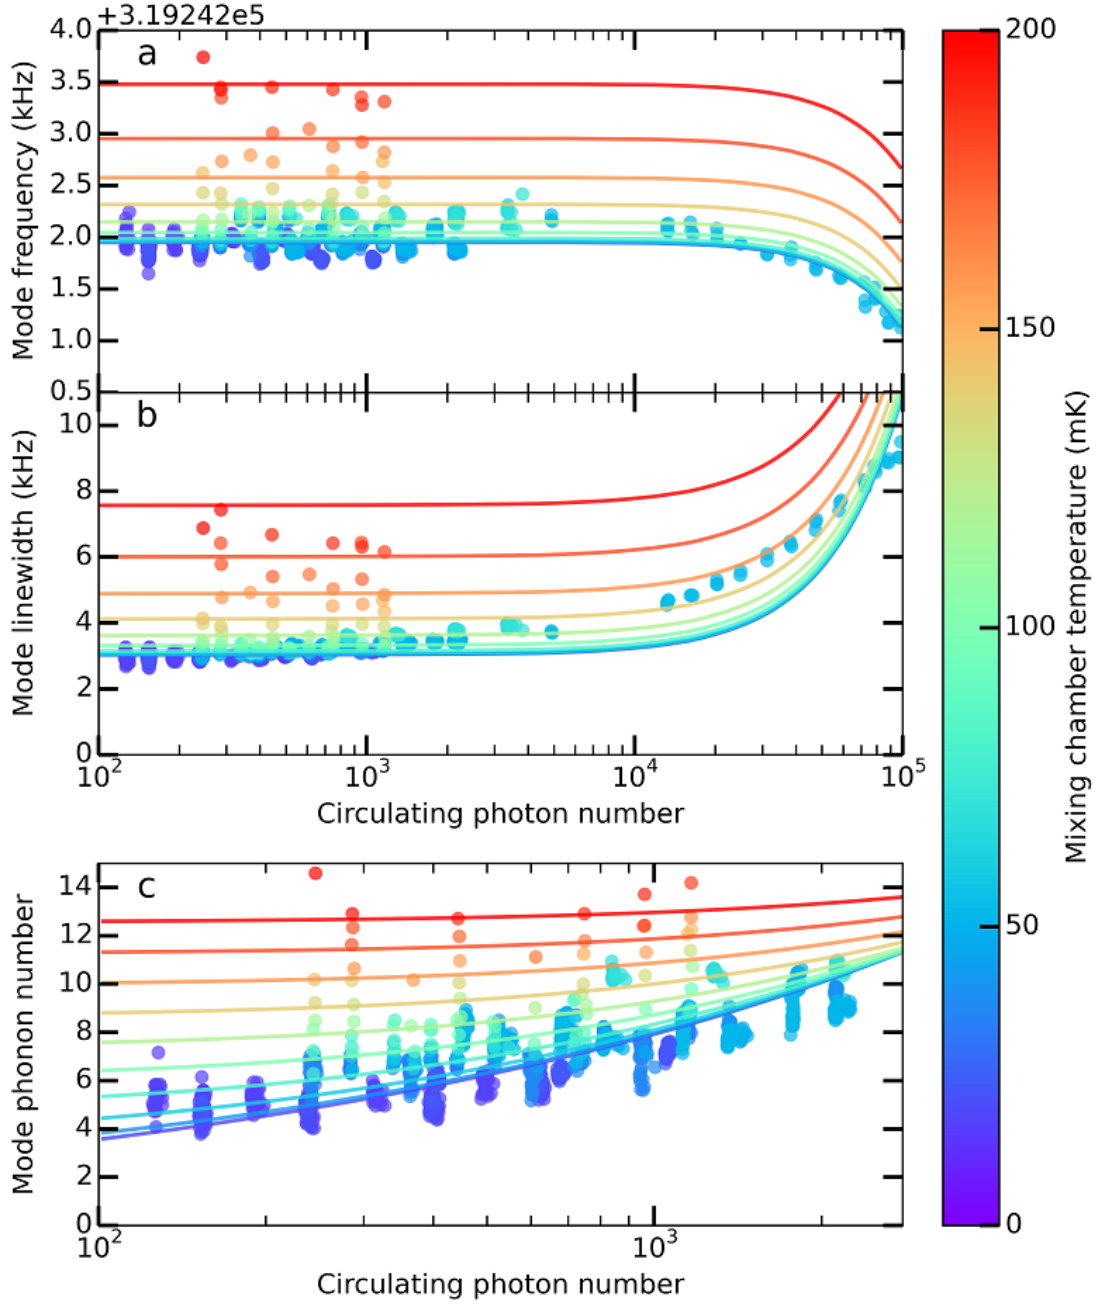 +3.19242e5
a
4.0
3.5
3.0
2.5
2.0
1.5
1.0
0.5
Mode frequency (kHz)
b
10
8
6
4
2
0
Mode linewidth (kHz)
10² 10³ 10⁴ 10⁵
Circulating photon number
c
14
12
10
8
6
4
2
0
Mode phonon number
10² 10³
Circulating photon number
200
150
100
50
0
Mixing chamber temperature (mK)